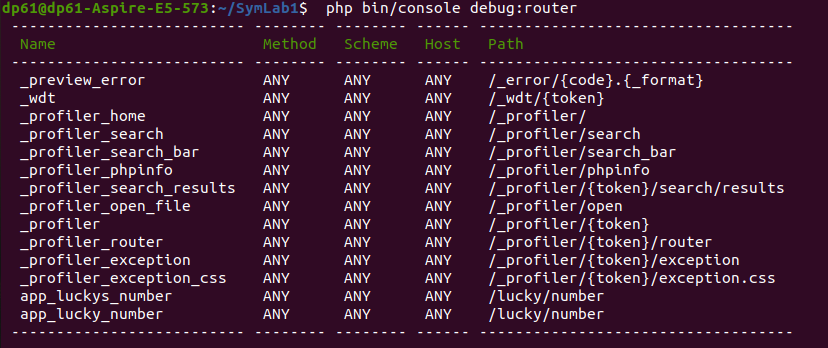 dp61@dp61-Aspire-E5-573:~/SymLab1$  php bin/console debug:router
-------------------------- -------- -------- ------ -----------------------------------
Name                       Method   Scheme   Host   Path
-------------------------- -------- -------- ------ -----------------------------------
_preview_error             ANY      ANY      ANY    /_error/{code}.{_format}
_wdt                       ANY      ANY      ANY    /_wdt/{token}
_profiler_home             ANY      ANY      ANY    /_profiler/
_profiler_search           ANY      ANY      ANY    /_profiler/search
_profiler_search_bar       ANY      ANY      ANY    /_profiler/search_bar
_profiler_phpinfo          ANY      ANY      ANY    /_profiler/phpinfo
_profiler_search_results   ANY      ANY      ANY    /_profiler/{token}/search/results
_profiler_open_file        ANY      ANY      ANY    /_profiler/open
_profiler                  ANY      ANY      ANY    /_profiler/{token}
_profiler_router           ANY      ANY      ANY    /_profiler/{token}/router
_profiler_exception        ANY      ANY      ANY    /_profiler/{token}/exception
_profiler_exception_css    ANY      ANY      ANY    /_profiler/{token}/exception.css
app_luckys_number          ANY      ANY      ANY    /lucky/number
app_lucky_number           ANY      ANY      ANY    /lucky/number
-------------------------- -------- -------- ------ -----------------------------------